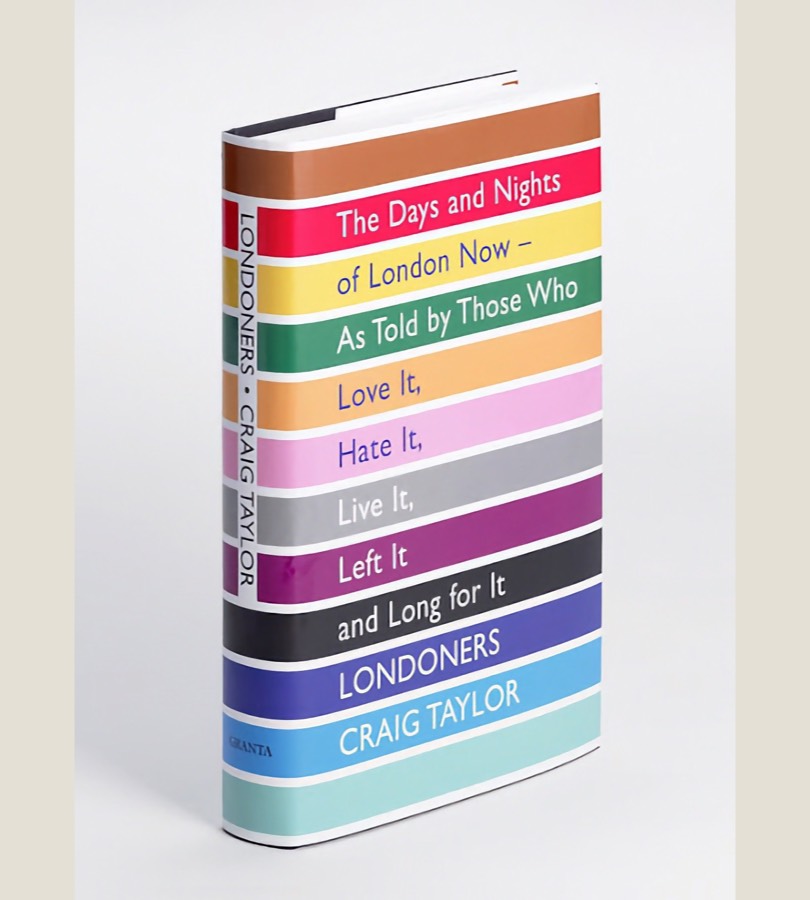 The Days and Nights
of London Now –
As Told by Those Who
Love It,
Hate It,
Live It,
Left It
and Long for It
LONDONERS
CRAIG TAYLOR
LONDONERS • CRAIG TAYLOR
GRANTA